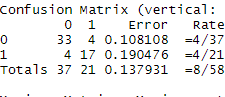 Confusion Matrix (vertical:
0 1 Error Rate
0 33 4 0.108108 =4/37
1 4 17 0.190476 =4/21
Totals 37 21 0.137931 =8/58